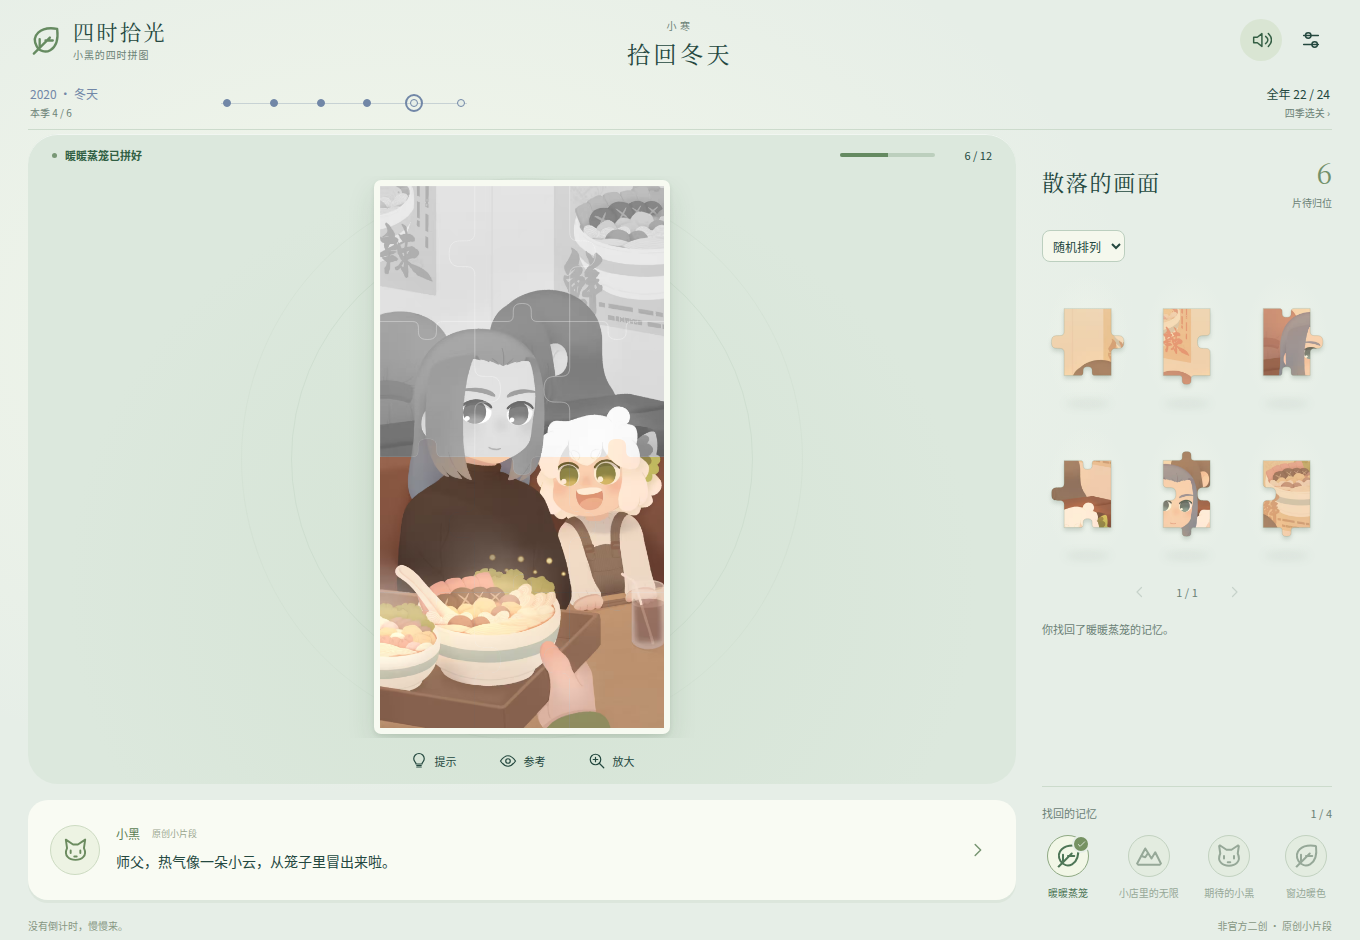 四时拾光
小黑的四时拼图
小寒
拾回冬天
2020 · 冬天
本季 4 / 6
全年 22 / 24
四季选关 ›
暖暖蒸笼已拼好
6 / 12
辣
鲜
提示
参考
放大
散落的画面
6
片待归位
随机排列
1 / 1
你找回了暖暖蒸笼的记忆。
小黑 原创小片段
师父，热气像一朵小云，从笼子里冒出来啦。
找回的记忆
1 / 4
暖暖蒸笼
小店里的无限
期待的小黑
窗边暖色
没有倒计时，慢慢来。
非官方二创 · 原创小片段